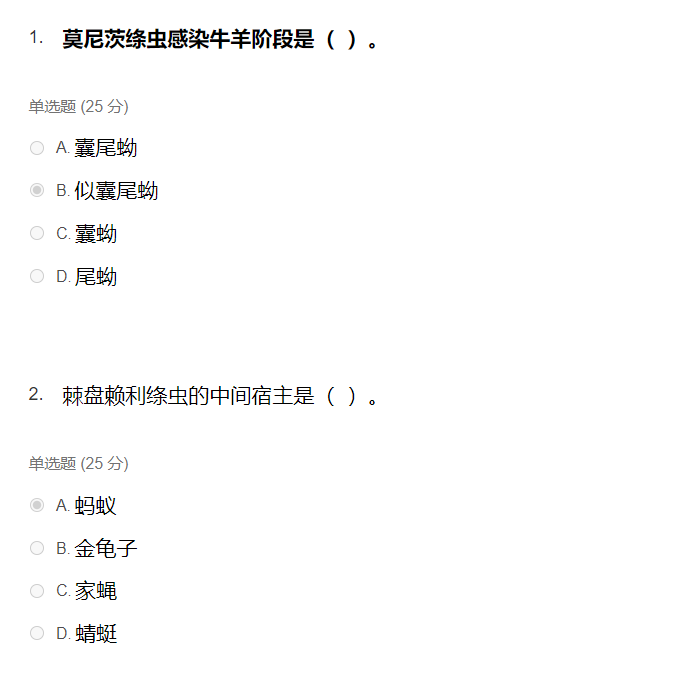 1. 莫尼茨绦虫感染牛羊阶段是（ ）。
单选题 (25 分)
A. 囊尾蚴
B. 似囊尾蚴
C. 囊蚴
D. 尾蚴
2. 棘盘赖利绦虫的中间宿主是（ ）。
单选题 (25 分)
A. 蚂蚁
B. 金龟子
C. 家蝇
D. 蜻蜓